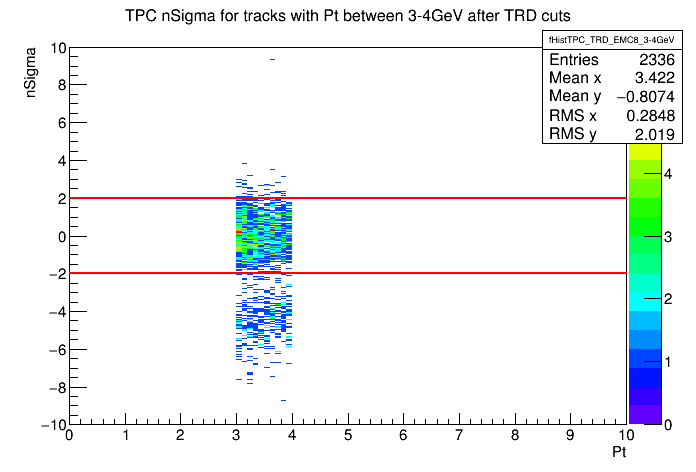 TPC nSigma for tracks with Pt between 3-4GeV after TRD cuts
fHistTPC_TRD_EMC8_3-4GeV
Entries 2336
Mean x 3.422
Mean y −0.8074
RMS x 0.2848
RMS y 2.019
nSigma
10
8
6
4
2
0
−2
−4
−6
−8
−10
0 1 2 3 4 5 6 7 8 9 10
Pt
4
3
2
1
0